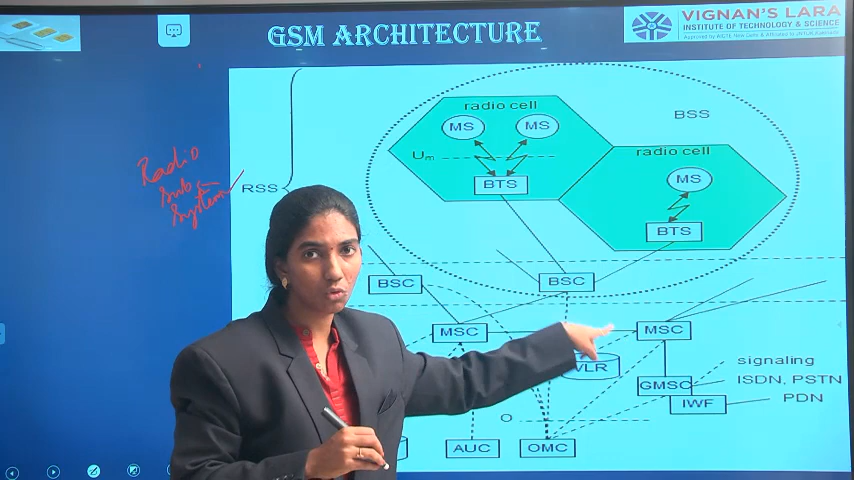 GSM ARCHITECTURE
VIGNAN'S LARA
INSTITUTE OF TECHNOLOGY & SCIENCE
radio cell
MS MS
BSS
Um
BTS
radio cell
MS
BTS
Radio
Sub
System
RSS
BSC BSC
MSC MSC
VLR
signaling
GMSC ISDN, PSTN
IWF PDN
O
AUC OMC